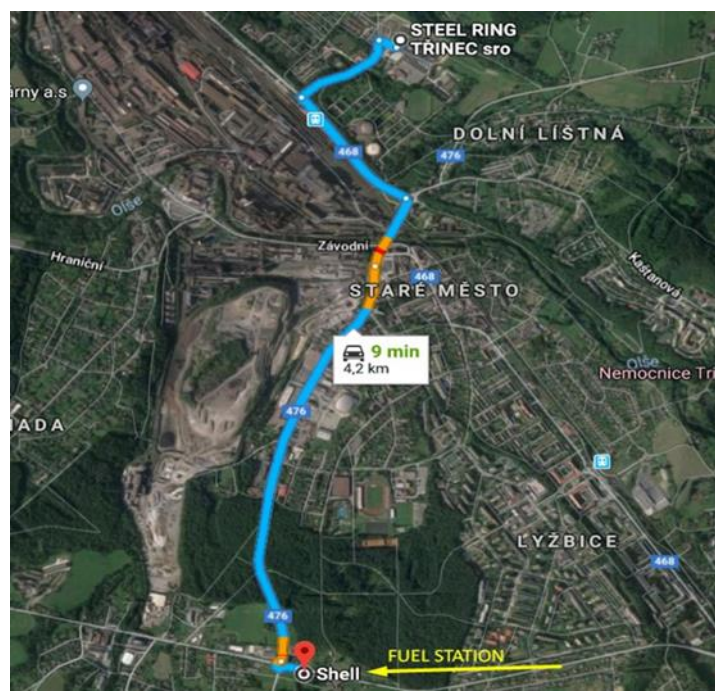 STEEL RING
TŘINEC sro
árny a.s
DOLNÍ LÍŠTNÁ
468
476
Olše
Závodní
Hraniční
468
Kaštanová
STARÉ MĚSTO
9 min
4,2 km
Olše
Nemocnice Tři
476
IADA
LYŽBICE
468
476
FUEL STATION
Shell